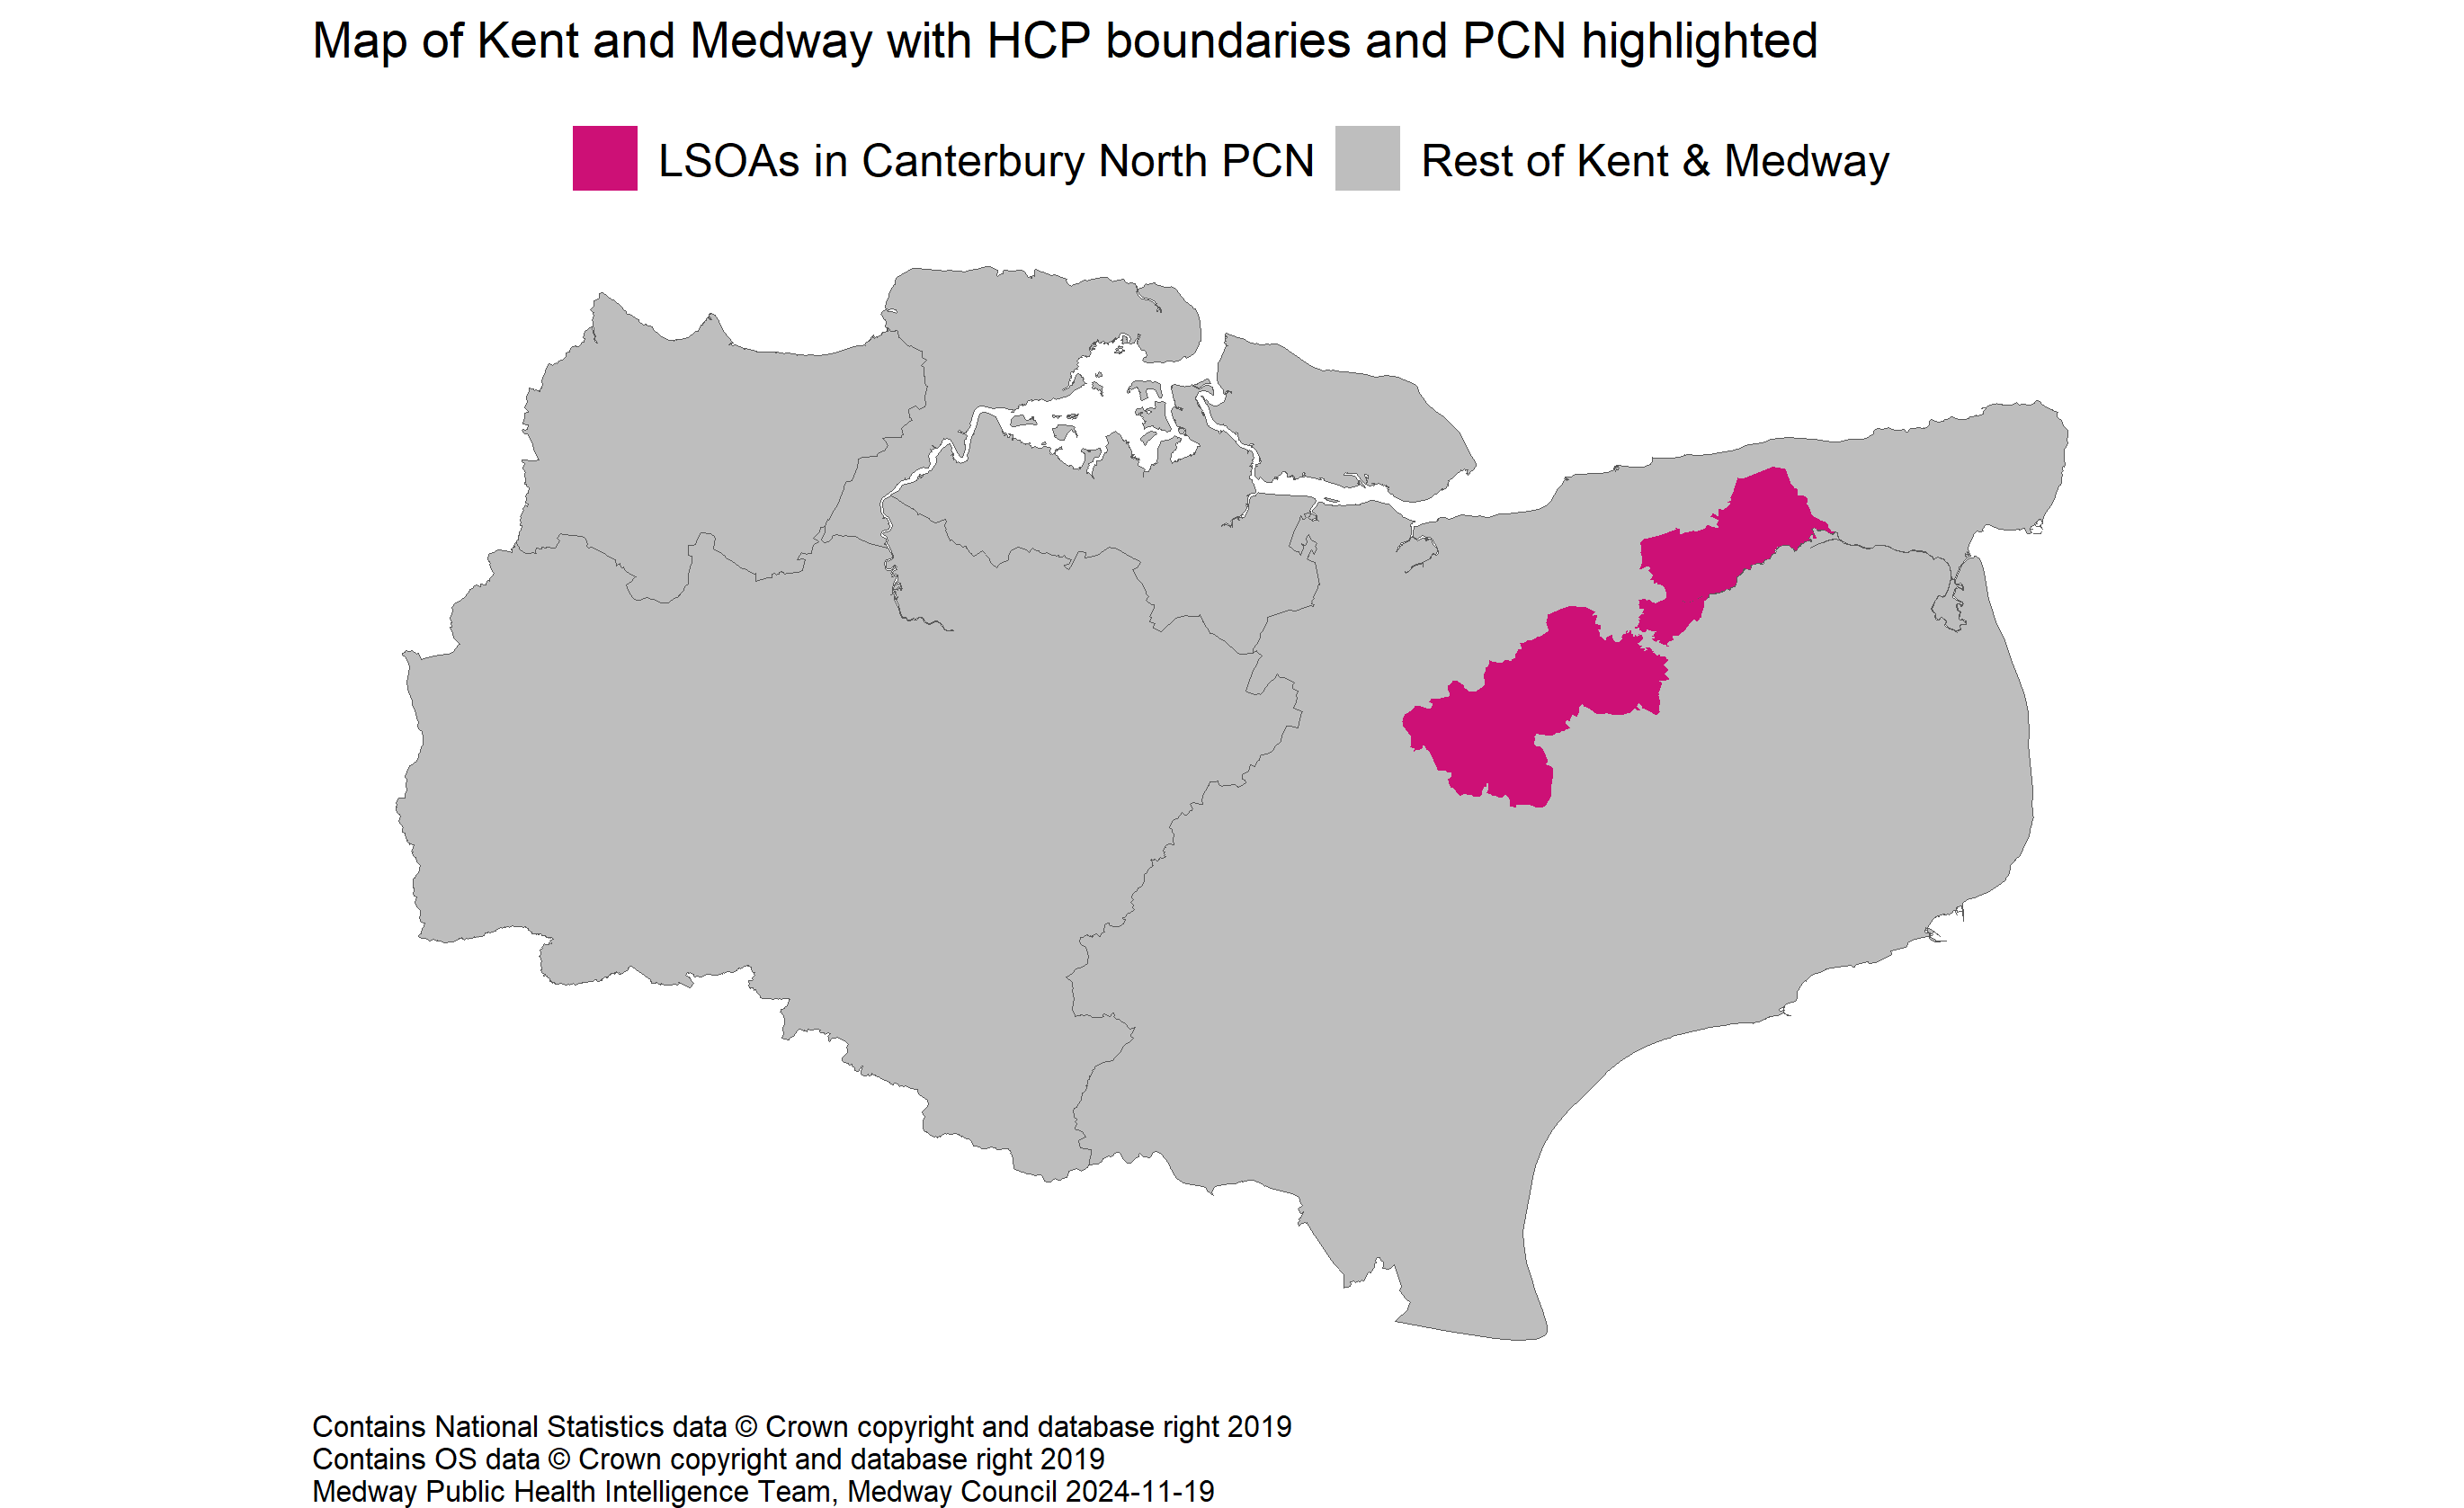 Map of Kent and Medway with HCP boundaries and PCN highlighted
LSOAs in Canterbury North PCN Rest of Kent & Medway
Contains National Statistics data © Crown copyright and database right 2019
Contains OS data © Crown copyright and database right 2019
Medway Public Health Intelligence Team, Medway Council 2024-11-19